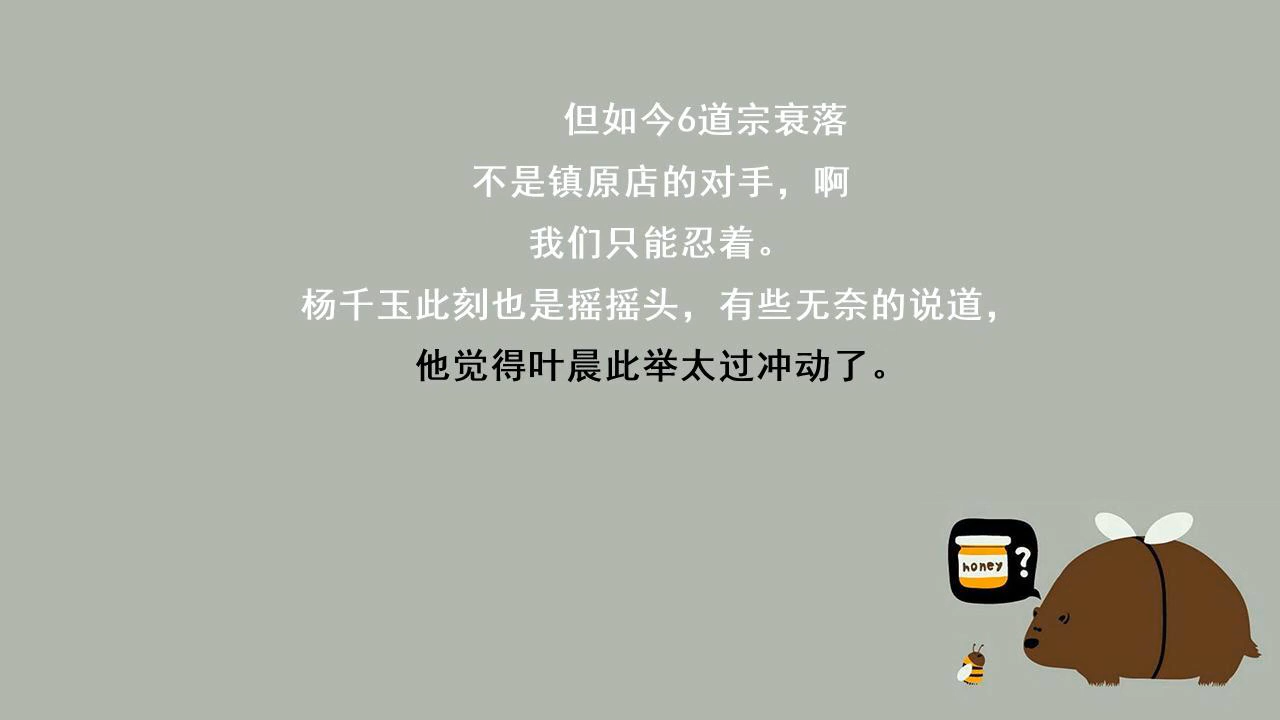 但如今6道宗衰落
不是镇原店的对手，啊
我们只能忍着。
杨千玉此刻也是摇摇头，有些无奈的说道，
他觉得叶晨此举太过冲动了。
honey
?